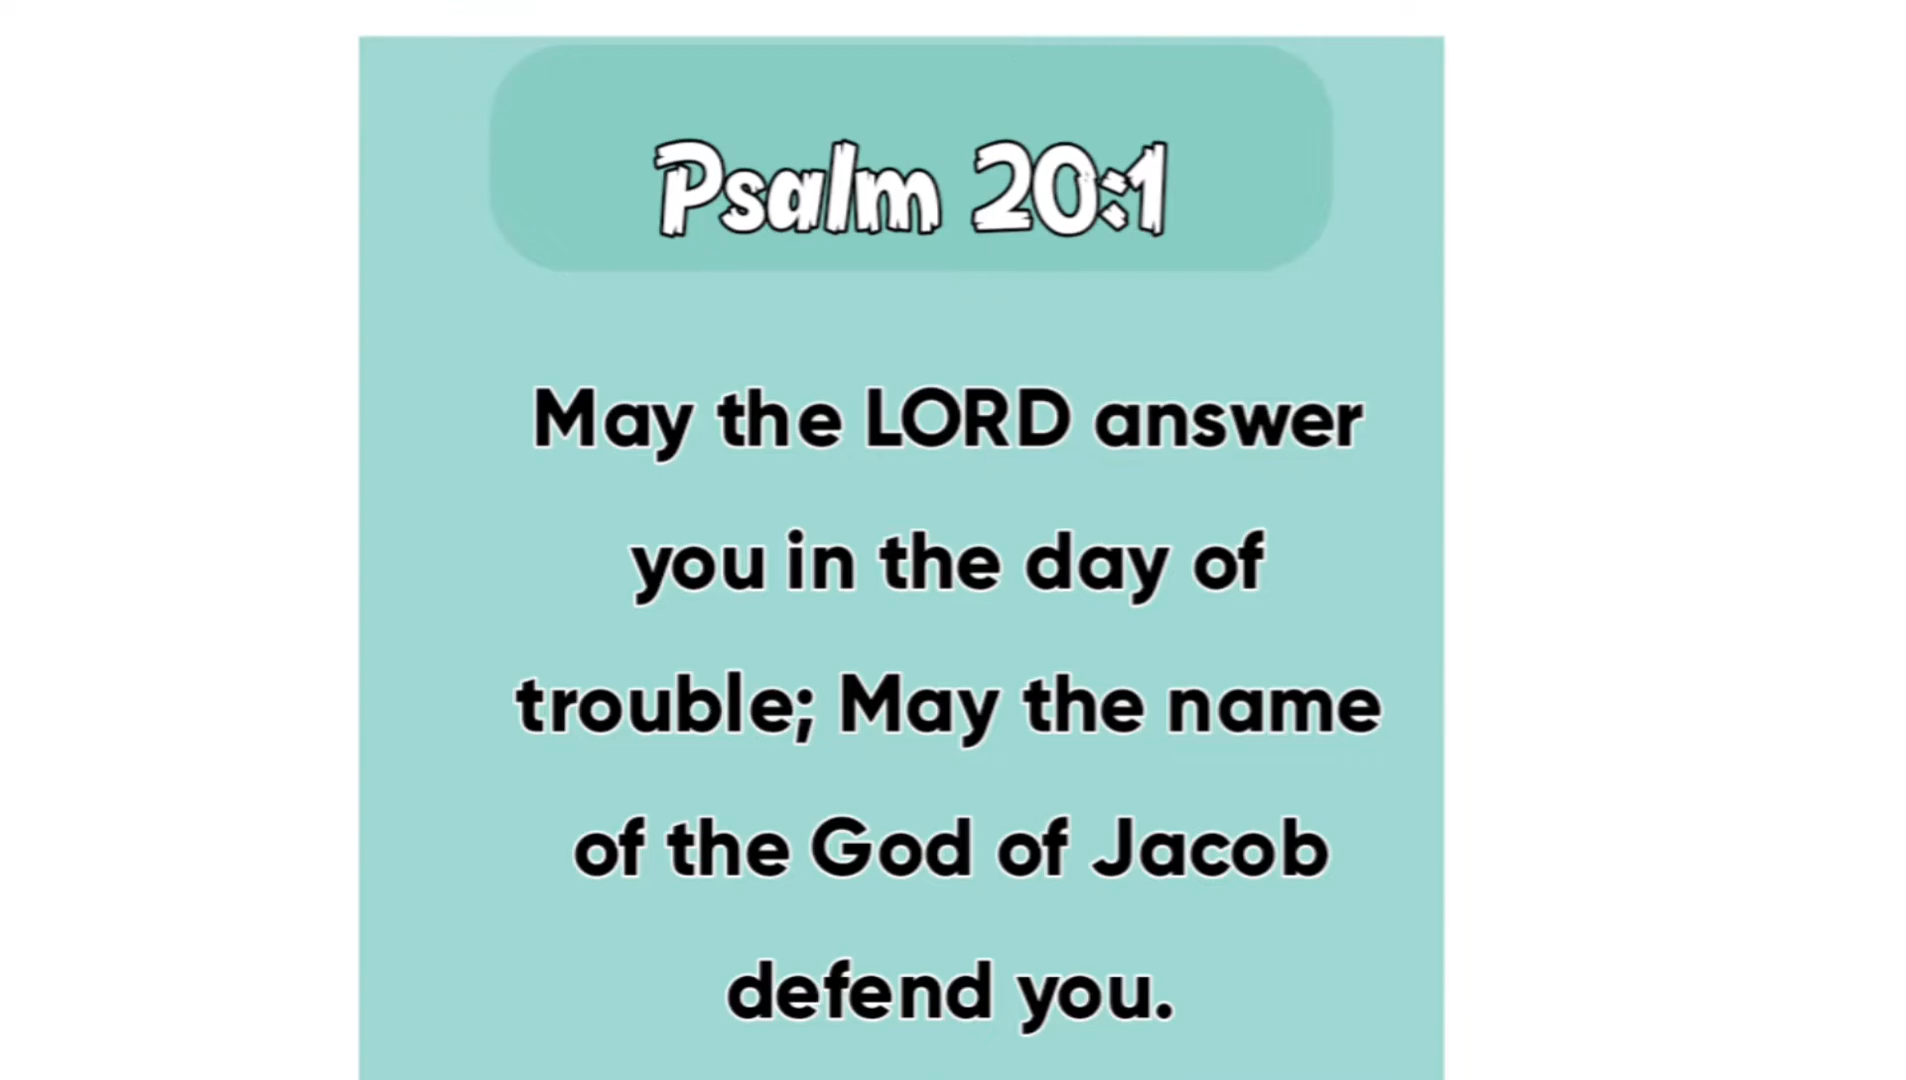 Psalm 20:1
May the LORD answer
you in the day of
trouble; May the name
of the God of Jacob
defend you.